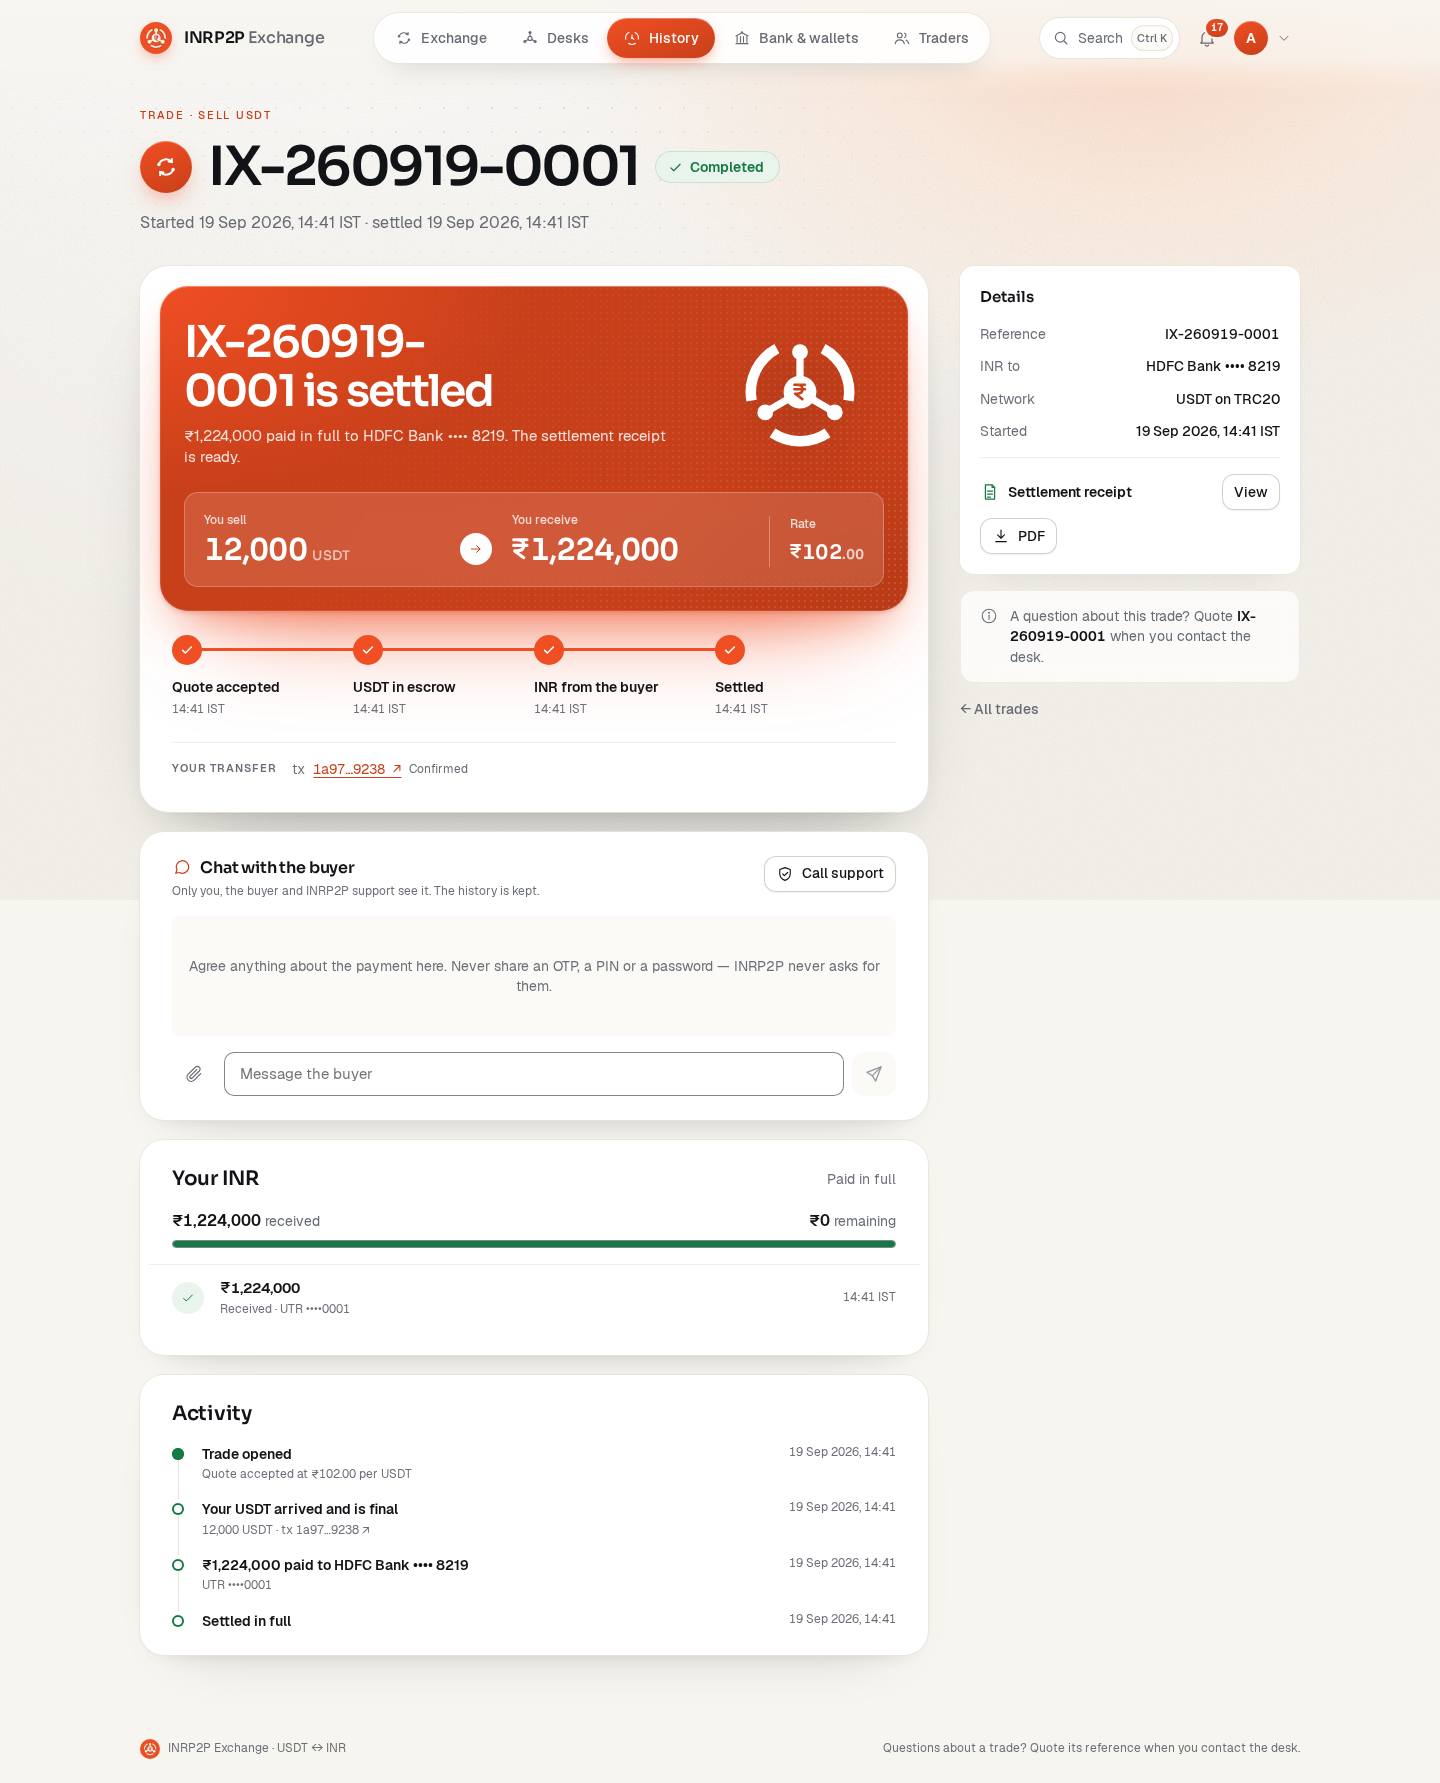 INRP2P Exchange
Exchange
Desks
History
Bank & wallets
Traders
Search Ctrl K
17
A
TRADE · SELL USDT
IX-260919-0001
Completed
Started 19 Sep 2026, 14:41 IST · settled 19 Sep 2026, 14:41 IST
IX-260919-
0001 is settled
₹1,224,000 paid in full to HDFC Bank •••• 8219. The settlement receipt
is ready.
₹
You sell
12,000 USDT
You receive
₹1,224,000
Rate
₹102.00
Quote accepted
14:41 IST
USDT in escrow
14:41 IST
INR from the buyer
14:41 IST
Settled
14:41 IST
YOUR TRANSFER tx 1a97…9238 ↗ Confirmed
Details
Reference IX-260919-0001
INR to HDFC Bank •••• 8219
Network USDT on TRC20
Started 19 Sep 2026, 14:41 IST
Settlement receipt View
PDF
A question about this trade? Quote IX-
260919-0001 when you contact the
desk.
← All trades
Chat with the buyer
Only you, the buyer and INRP2P support see it. The history is kept.
Call support
Agree anything about the payment here. Never share an OTP, a PIN or a password — INRP2P never asks for
them.
Message the buyer
Your INR
Paid in full
₹1,224,000 received
₹0 remaining
₹1,224,000
Received · UTR ••••0001
14:41 IST
Activity
Trade opened 19 Sep 2026, 14:41
Quote accepted at ₹102.00 per USDT
Your USDT arrived and is final 19 Sep 2026, 14:41
12,000 USDT · tx 1a97…9238 ↗
₹1,224,000 paid to HDFC Bank •••• 8219 19 Sep 2026, 14:41
UTR ••••0001
Settled in full 19 Sep 2026, 14:41
INRP2P Exchange · USDT ↔ INR
Questions about a trade? Quote its reference when you contact the desk.